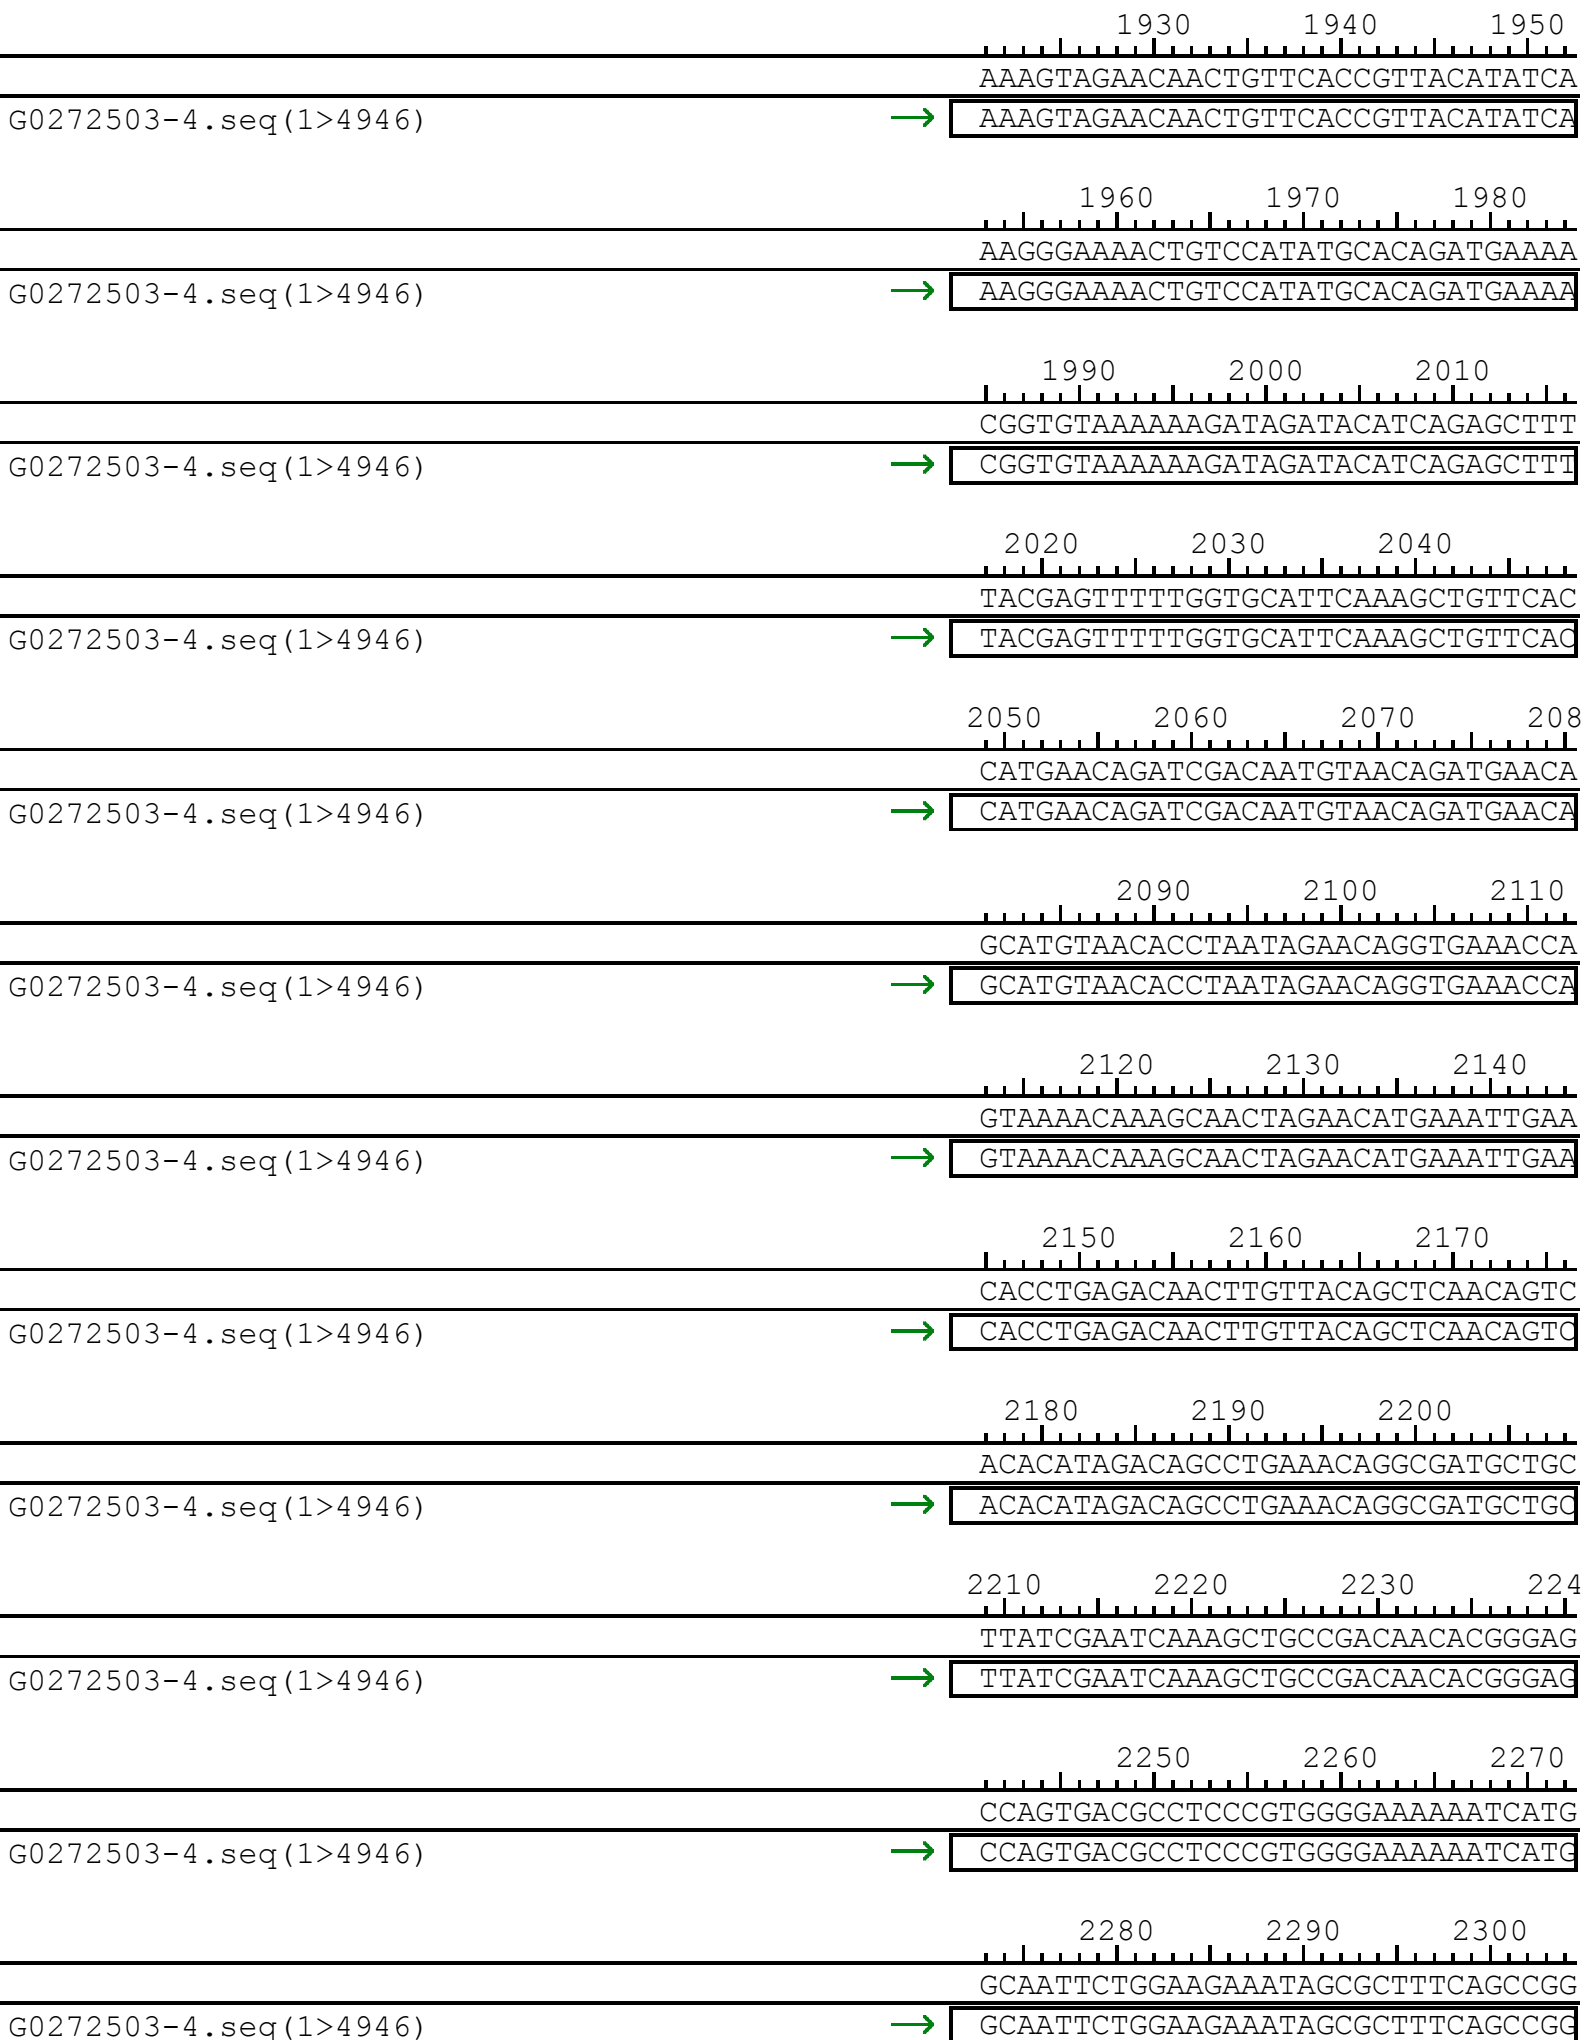 1930 1940 1950
AAAGTAGAACAACTGTTCACCGTTACATATCA
G0272503-4.seq(1>4946) → AAAGTAGAACAACTGTTCACCGTTACATATCA
1960 1970 1980
AAGGGAAAACTGTCCATATGCACAGATGAAAA
G0272503-4.seq(1>4946) → AAGGGAAAACTGTCCATATGCACAGATGAAAA
1990 2000 2010
CGGTGTAAAAAAGATAGATACATCAGAGCTTT
G0272503-4.seq(1>4946) → CGGTGTAAAAAAGATAGATACATCAGAGCTTT
2020 2030 2040
TACGAGTTTTTGGTGCATTCAAAGCTGTTCAC
G0272503-4.seq(1>4946) → TACGAGTTTTTGGTGCATTCAAAGCTGTTCAC
2050 2060 2070 208
CATGAACAGATCGACAATGTAACAGATGAACA
G0272503-4.seq(1>4946) → CATGAACAGATCGACAATGTAACAGATGAACA
2090 2100 2110
GCATGTAACACCTAATAGAACAGGTGAAACCA
G0272503-4.seq(1>4946) → GCATGTAACACCTAATAGAACAGGTGAAACCA
2120 2130 2140
GTAAAACAAAGCAACTAGAACATGAAATTGAA
G0272503-4.seq(1>4946) → GTAAAACAAAGCAACTAGAACATGAAATTGAA
2150 2160 2170
CACCTGAGACAACTTGTTACAGCTCAACAGTC
G0272503-4.seq(1>4946) → CACCTGAGACAACTTGTTACAGCTCAACAGTC
2180 2190 2200
ACACATAGACAGCCTGAAACAGGCGATGCTGC
G0272503-4.seq(1>4946) → ACACATAGACAGCCTGAAACAGGCGATGCTGC
2210 2220 2230 224
TTATCGAATCAAAGCTGCCGACAACACGGGAG
G0272503-4.seq(1>4946) → TTATCGAATCAAAGCTGCCGACAACACGGGAG
2250 2260 2270
CCAGTGACGCCTCCCGTGGGGAAAAAATCATG
G0272503-4.seq(1>4946) → CCAGTGACGCCTCCCGTGGGGAAAAAATCATG
2280 2290 2300
GCAATTCTGGAAGAAATAGCGCTTTCAGCCGG
G0272503-4.seq(1>4946) → GCAATTCTGGAAGAAATAGCGCTTTCAGCCGG